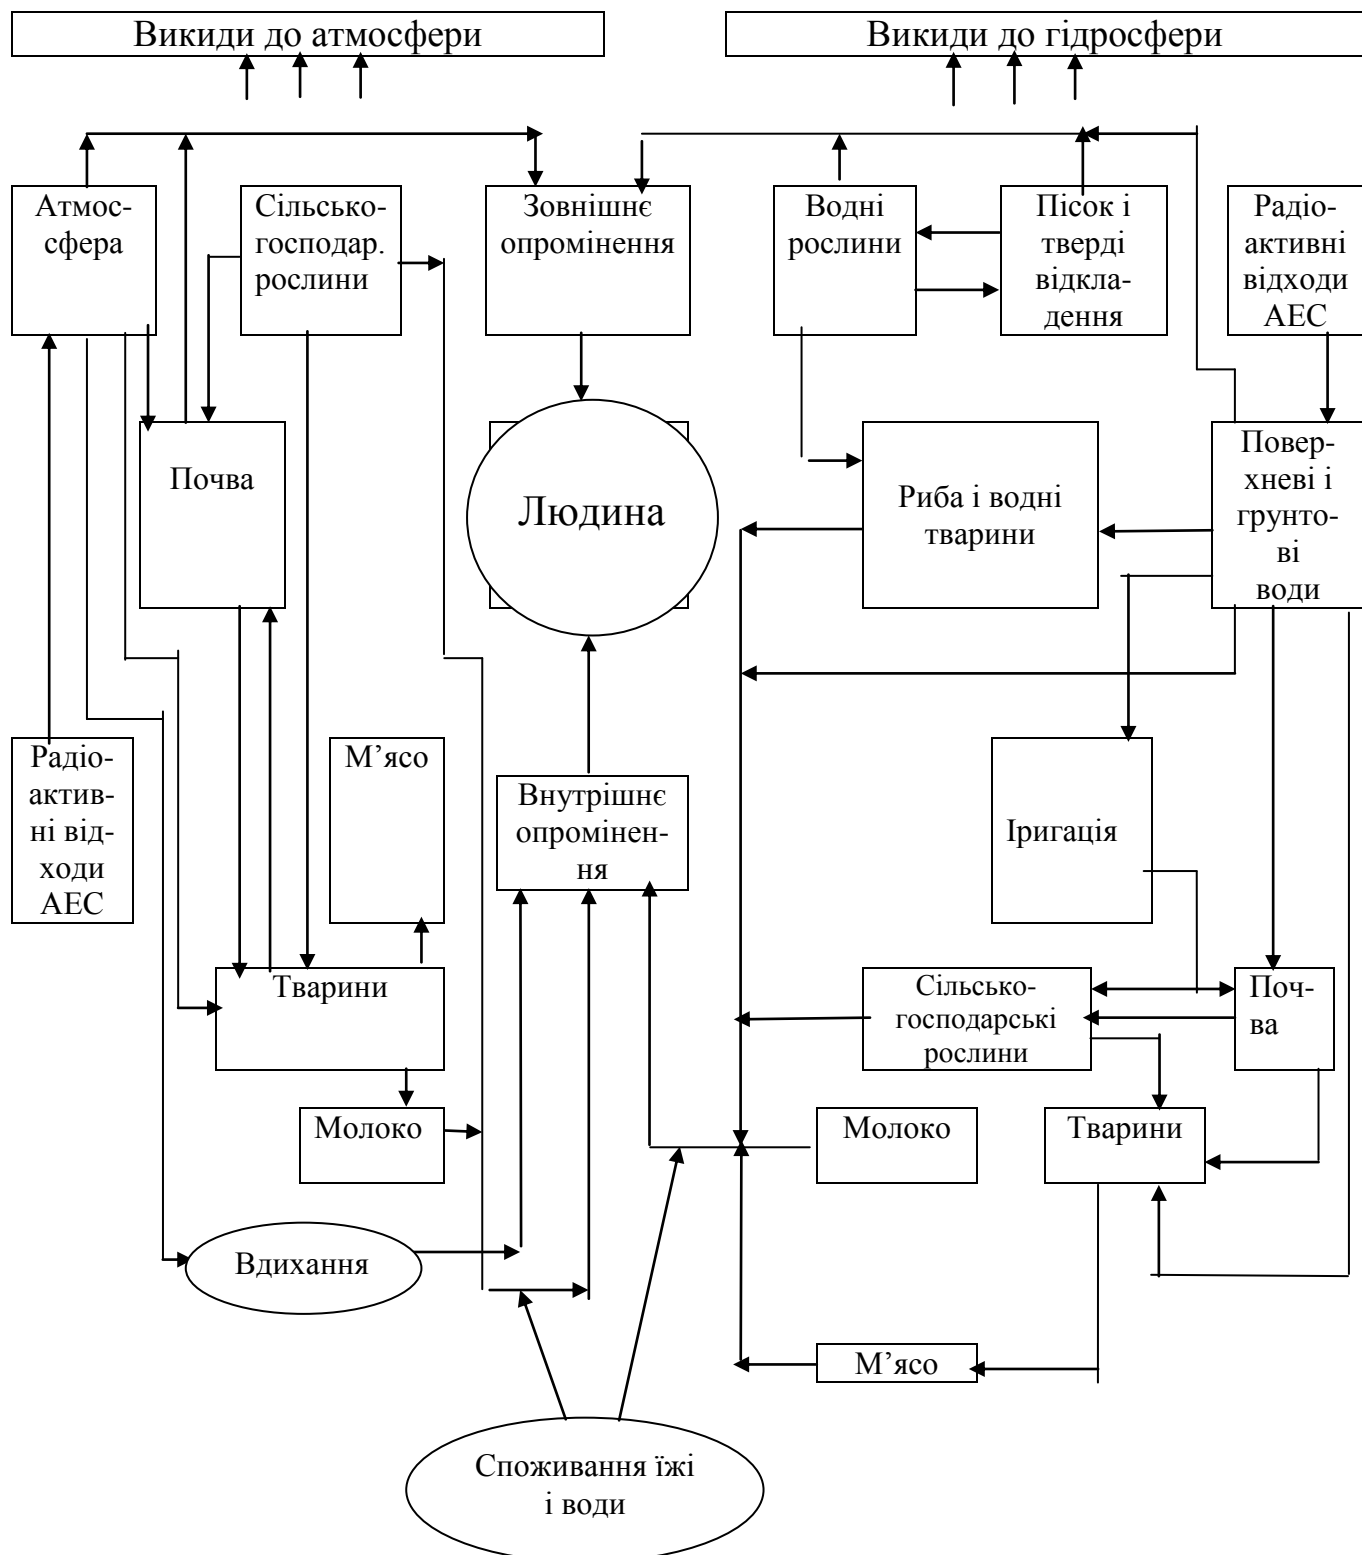 Викиди до атмосфери
Викиди до гідросфери
Атмос-
сфера
Сільсько-
господар.
рослини
Зовнішнє
опромінення
Водні
рослини
Пісок і
тверді
відкла-
дення
Радіо-
активні
відходи
АЕС
Почва
Людина
Риба і водні
тварини
Повер-
хневі і
грунто-
ві
води
Радіо-
актив-
ні від-
ходи
АЕС
М’ясо
Внутрішнє
опромінен-
ня
Іригація
Тварини
Сільсько-
господарські
рослини
Поч-
ва
Молоко
Молоко
Тварини
Вдихання
М’ясо
Споживання їжі
і води